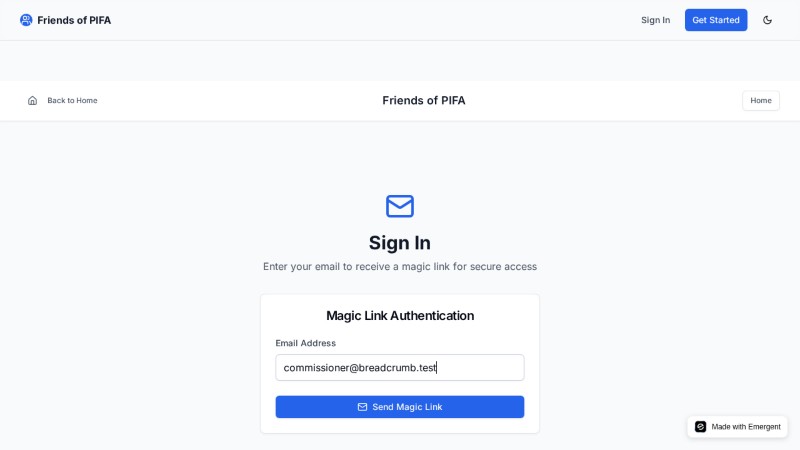 Friends of PIFA
Sign In
Get Started
Back to Home
Friends of PIFA
Home
Sign In
Enter your email to receive a magic link for secure access
Magic Link Authentication
Email Address
commissioner@breadcrumb.test
Send Magic Link
Made with Emergent